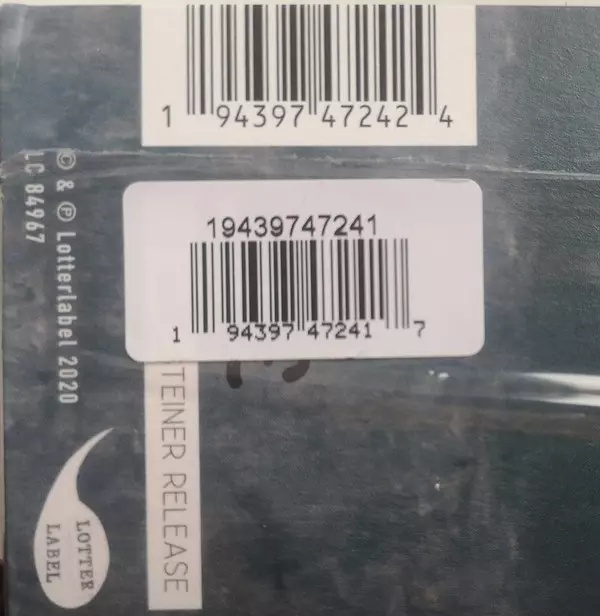 1 94397 47242 4
19439747241
1 94397 47241 7
© & ℗ Lotterlabel 2020
LC 84967
TEINER RELEASE
LOTTER
LABEL